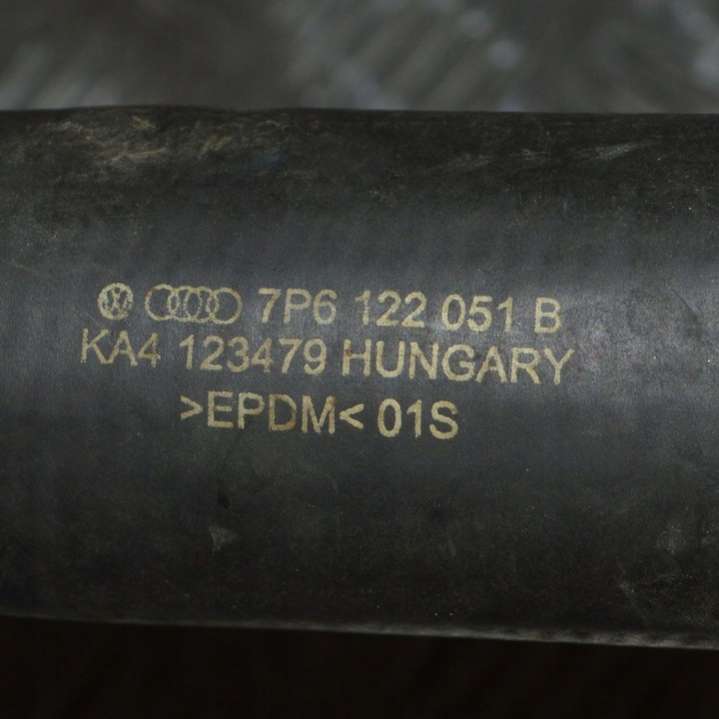 7P6 122 051 B
KA4 123479 HUNGARY
>EPDM< 01S